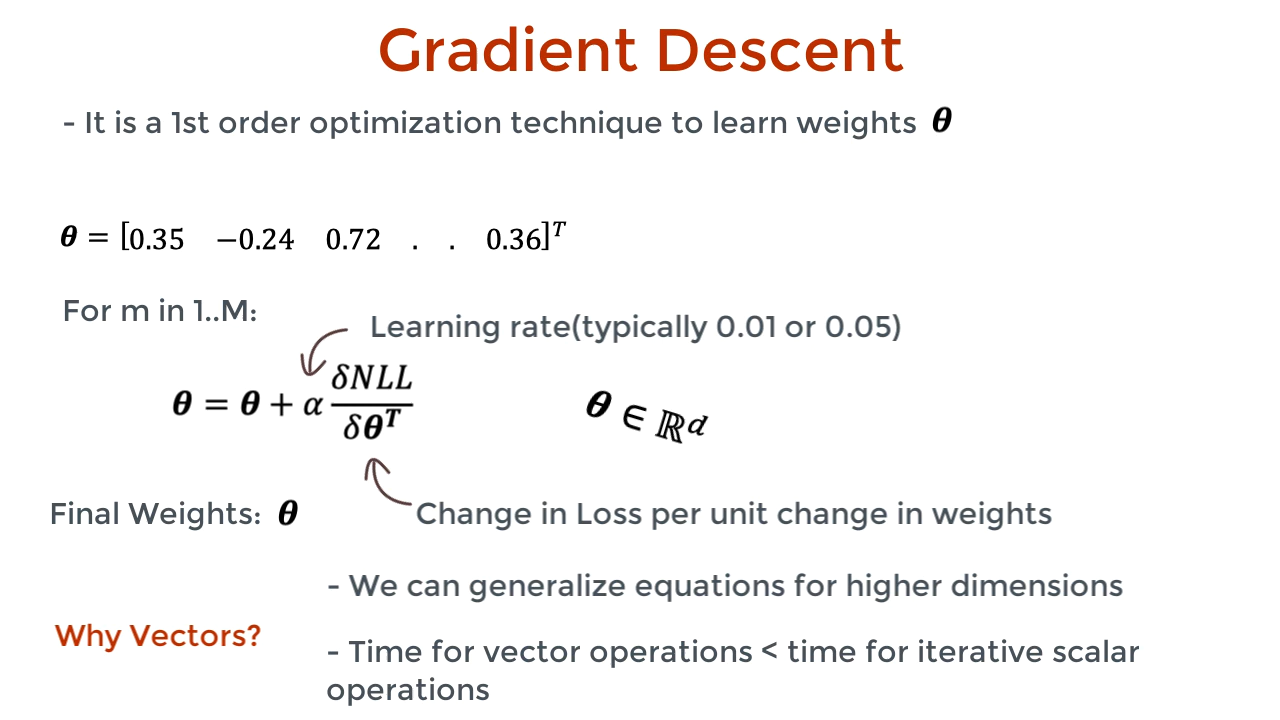 Gradient Descent
- It is a 1st order optimization technique to learn weights θ
θ = [0.35 −0.24 0.72 . . 0.36]ᵀ
For m in 1..M:
Learning rate(typically 0.01 or 0.05)
θ = θ + α δNLL / δθᵀ
θ ∈ ℝᵈ
Final Weights: θ
Change in Loss per unit change in weights
- We can generalize equations for higher dimensions
Why Vectors?
- Time for vector operations < time for iterative scalar
operations